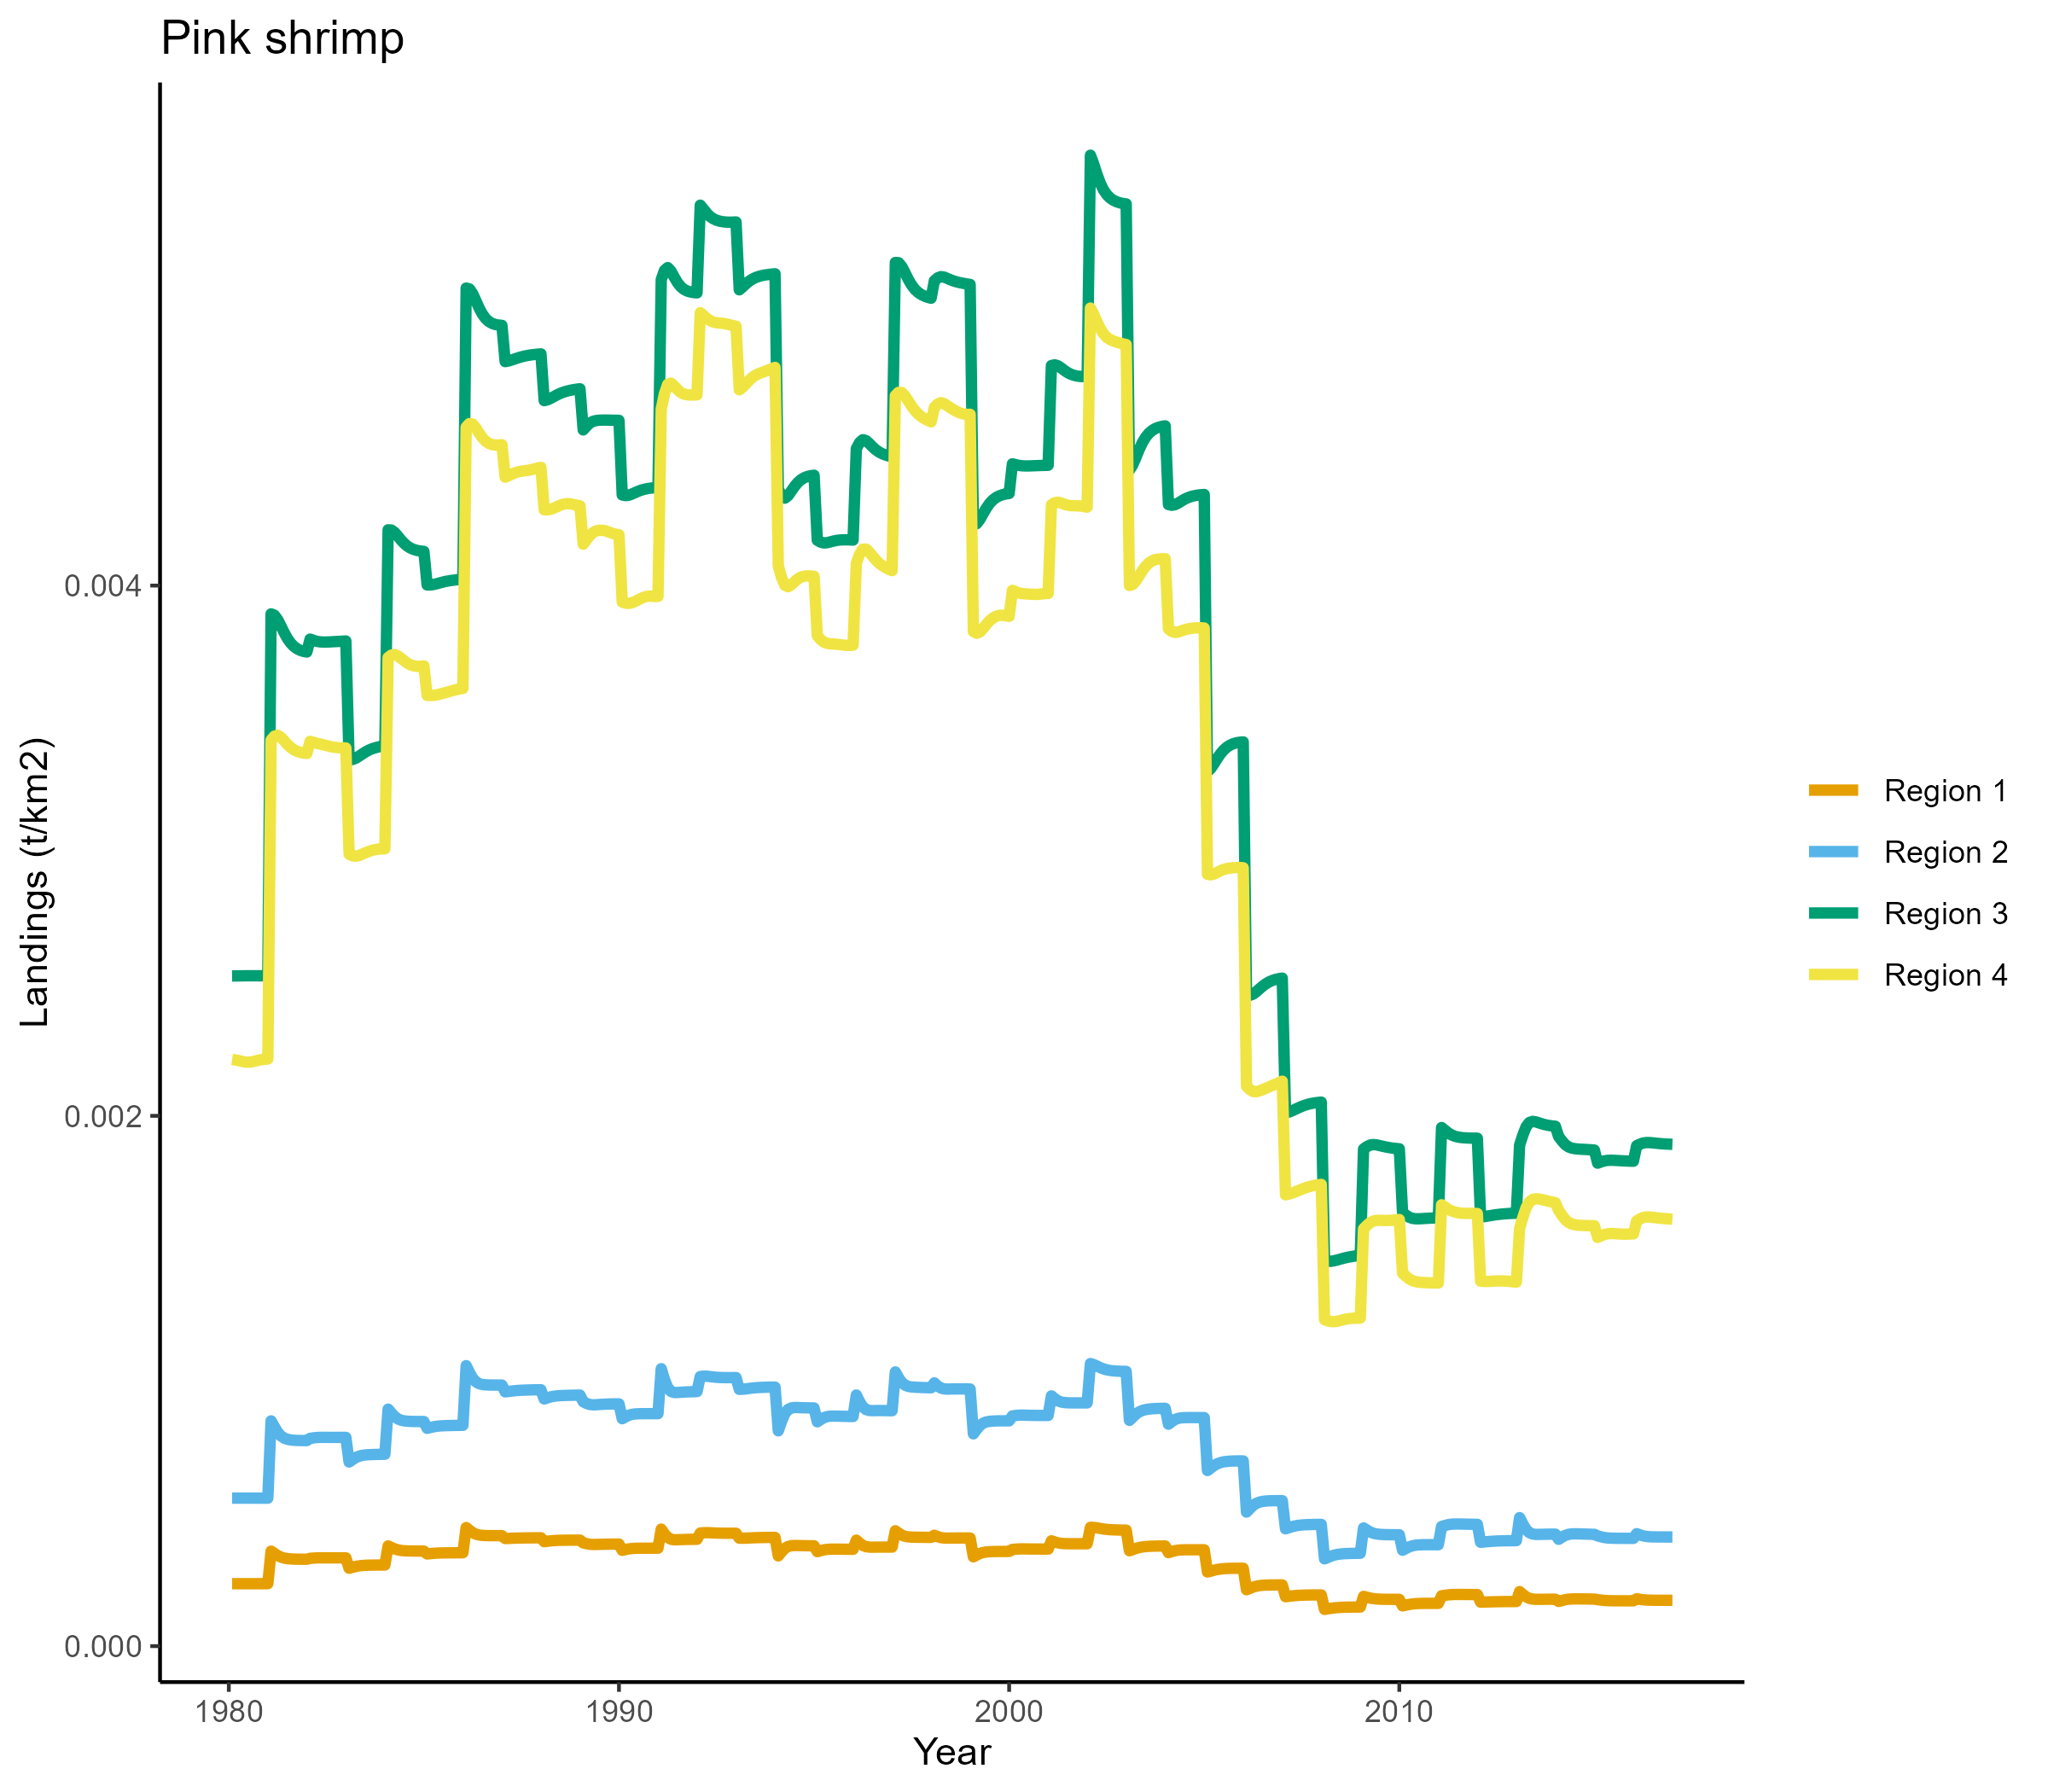 Pink shrimp
Landings (t/km2)
0.004
0.002
0.000
1980
1990
2000
2010
Year
Region 1
Region 2
Region 3
Region 4